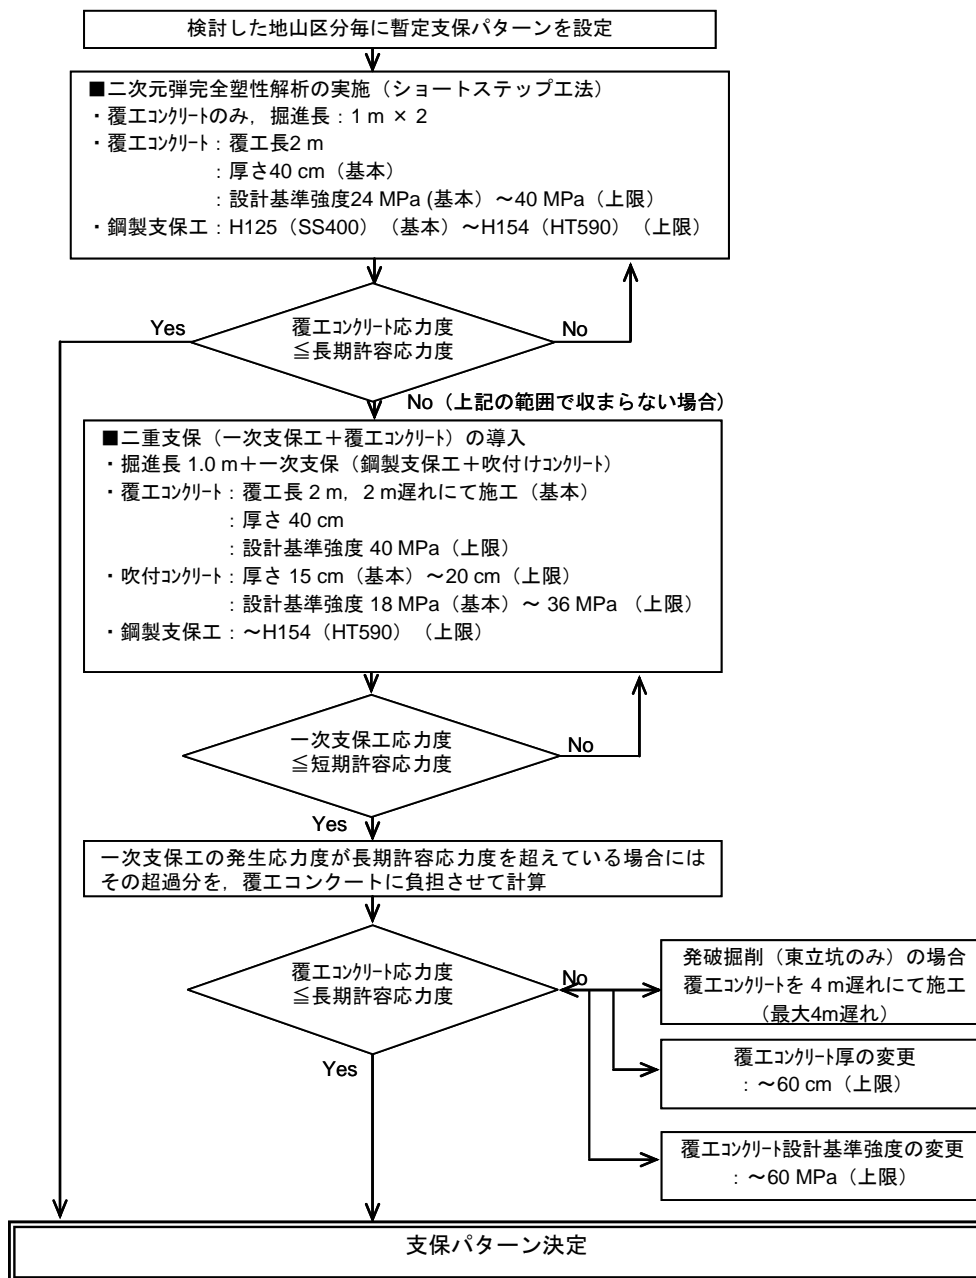 検討した地山区分毎に暫定支保パターンを設定
■二次元弾完全塑性解析の実施（ショートステップ工法）
・覆工ｺﾝｸﾘｰﾄのみ，掘進長：1 m × 2
・覆工ｺﾝｸﾘｰﾄ：覆工長2 m
：厚さ40 cm（基本）
：設計基準強度24 MPa (基本）～40 MPa（上限）
・鋼製支保工：H125（SS400）（基本）～H154（HT590）（上限）
Yes
覆工ｺﾝｸﾘｰﾄ応力度
≦長期許容応力度
No
No（上記の範囲で収まらない場合）
■二重支保（一次支保工＋覆工ｺﾝｸﾘｰﾄ）の導入
・掘進長 1.0 m＋一次支保（鋼製支保工＋吹付けｺﾝｸﾘｰﾄ）
・覆工ｺﾝｸﾘｰﾄ：覆工長 2 m，2 m遅れにて施工（基本）
：厚さ 40 cm
：設計基準強度 40 MPa（上限）
・吹付ｺﾝｸﾘｰﾄ：厚さ 15 cm（基本）～20 cm（上限）
：設計基準強度 18 MPa（基本）～ 36 MPa （上限）
・鋼製支保工：～H154（HT590）（上限）
一次支保工応力度
≦短期許容応力度
No
Yes
一次支保工の発生応力度が長期許容応力度を超えている場合には
その超過分を，覆工コンクートに負担させて計算
覆工ｺﾝｸﾘｰﾄ応力度
≦長期許容応力度
No
Yes
発破掘削（東立坑のみ）の場合
覆工ｺﾝｸﾘｰﾄを 4 m遅れにて施工
（最大4m遅れ）
覆工ｺﾝｸﾘｰﾄ厚の変更
：～60 cm（上限）
覆工ｺﾝｸﾘｰﾄ設計基準強度の変更
：～60 MPa（上限）
支保パターン決定